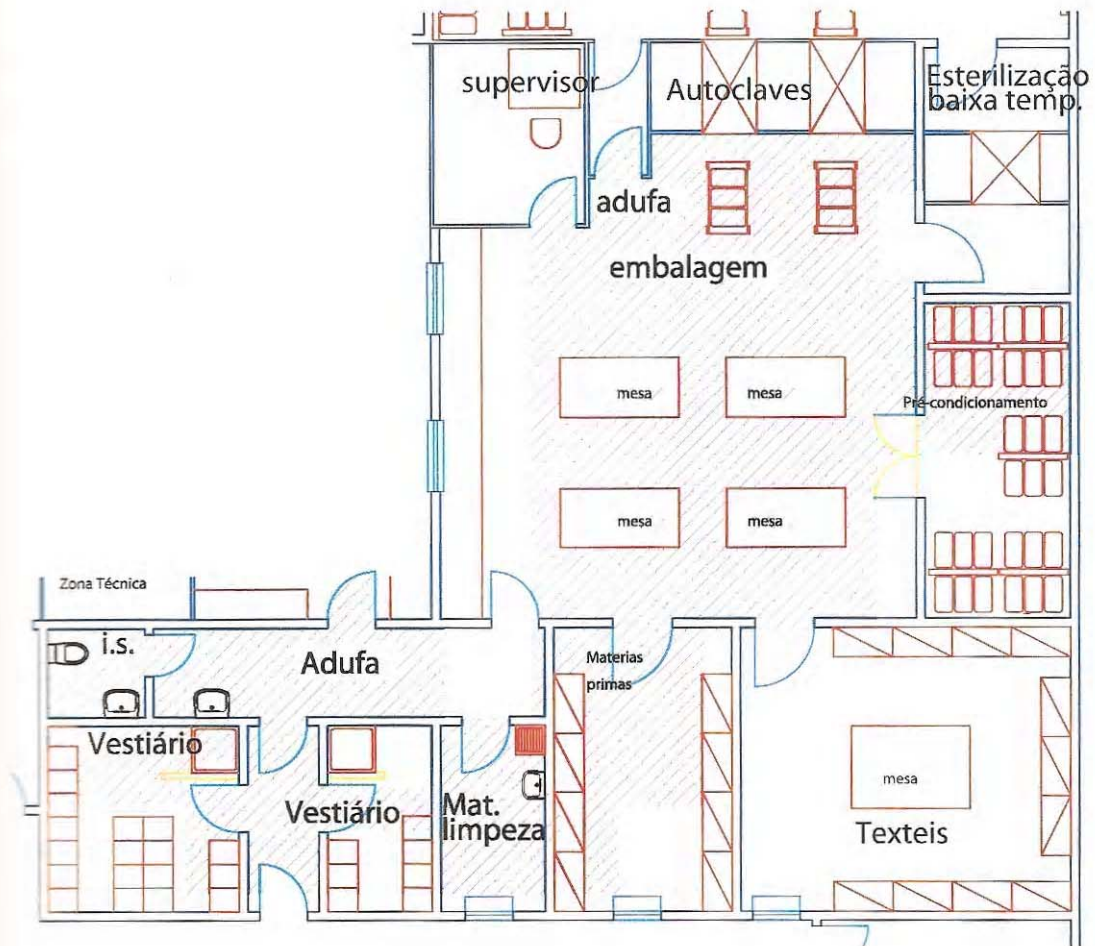 supervisor
Autoclaves
Esterilização
baixa temp.
adufa
embalagem
mesa
mesa
Pré-condicionamento
mesa
mesa
Zona Técnica
i.s.
Adufa
Materias
primas
Vestiário
Vestiário
Mat.
limpeza
mesa
Texteis